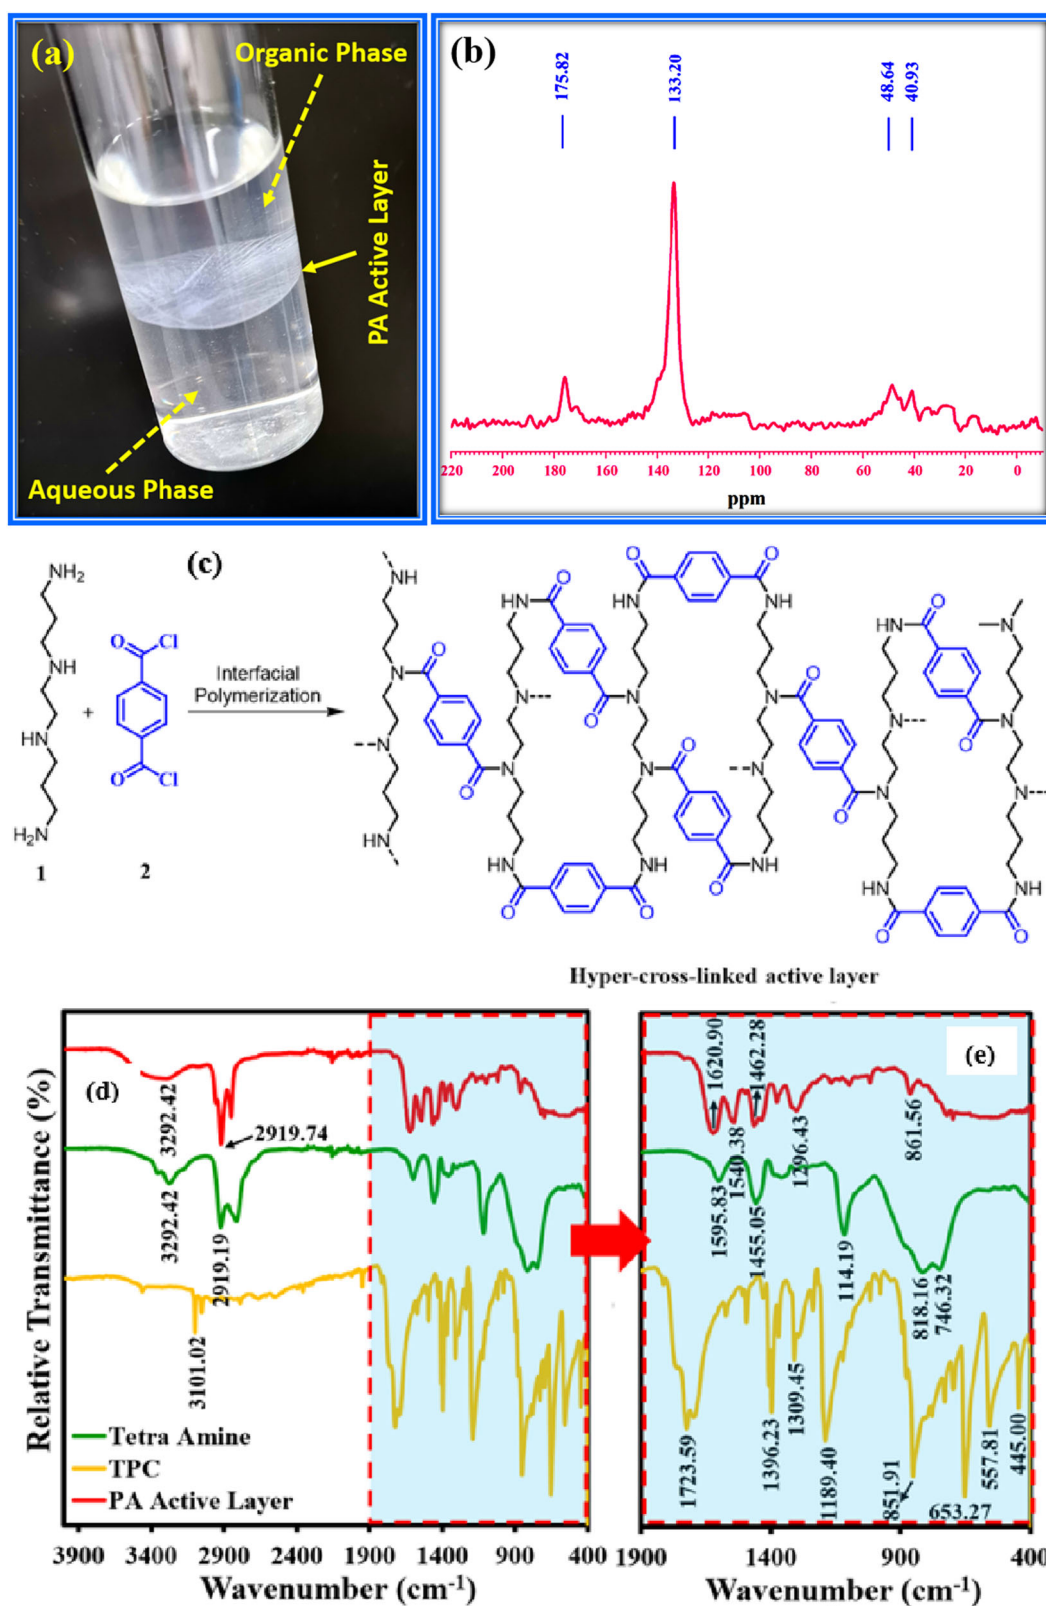 (a)
Organic Phase
PA Active Layer
Aqueous Phase
(b)
175.82
133.20
48.64
40.93
220 200 180 160 140 120 100 80 60 40 20 0
ppm
(c)
NH2
NH
HN
H2N
1
+
O
Cl
O
Cl
2
Interfacial
Polymerization
NH
N
N
HN
O
O
HN
O
N
O
O
N
O
NH
O
HN
O
N
N
O
NH
O
O
HN
N
N
NH
O
O
O
O
NH
O
N
HN
O
N
N
NH
O
N
O
N
N
HN
O
O
Hyper-cross-linked active layer
(d)
3292.42
2919.74
3292.42
2919.19
3101.02
Tetra Amine
TPC
PA Active Layer
Relative Transmittance (%)
3900 3400 2900 2400 1900 1400 900 400
Wavenumber (cm-1)
(e)
1620.90
1462.28
1540.38
1296.43
861.56
1595.83
1455.05
114.19
818.16
746.32
1723.59
1396.23
1309.45
1189.40
851.91
653.27
557.81
445.00
1900 1400 900 400
Wavenumber (cm-1)